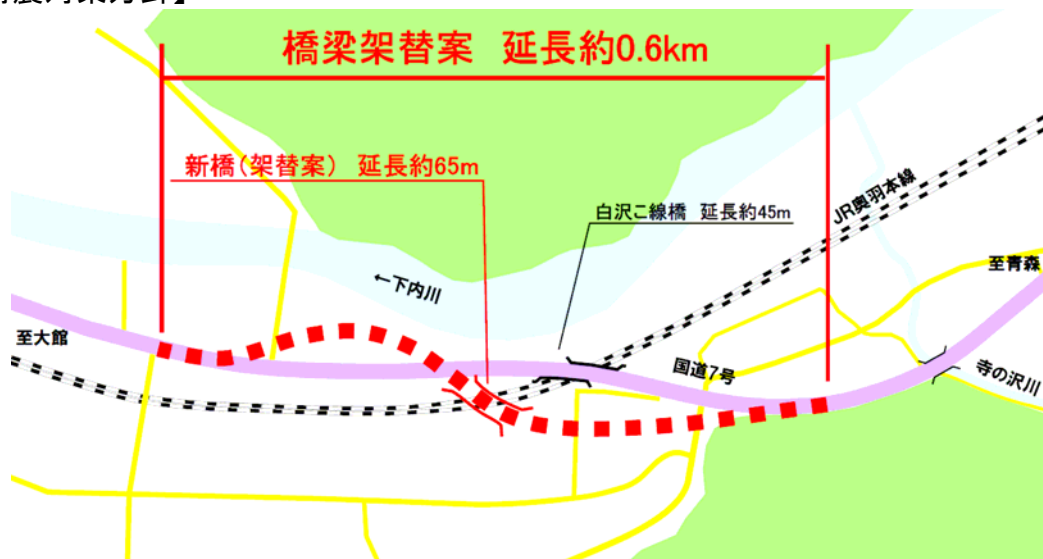 橋梁架替案 延長約0.6km
新橋(架替案) 延長約65m
白沢こ線橋 延長約45m
JR奥羽本線
至青森
←下内川
至大館
国道7号
寺の沢川